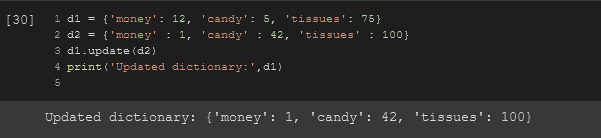 [30] 1 d1 = {'money': 12, 'candy': 5, 'tissues': 75}
2 d2 = {'money' : 1, 'candy' : 42, 'tissues' : 100}
3 d1.update(d2)
4 print('Updated dictionary:',d1)
5
Updated dictionary: {'money': 1, 'candy': 42, 'tissues': 100}